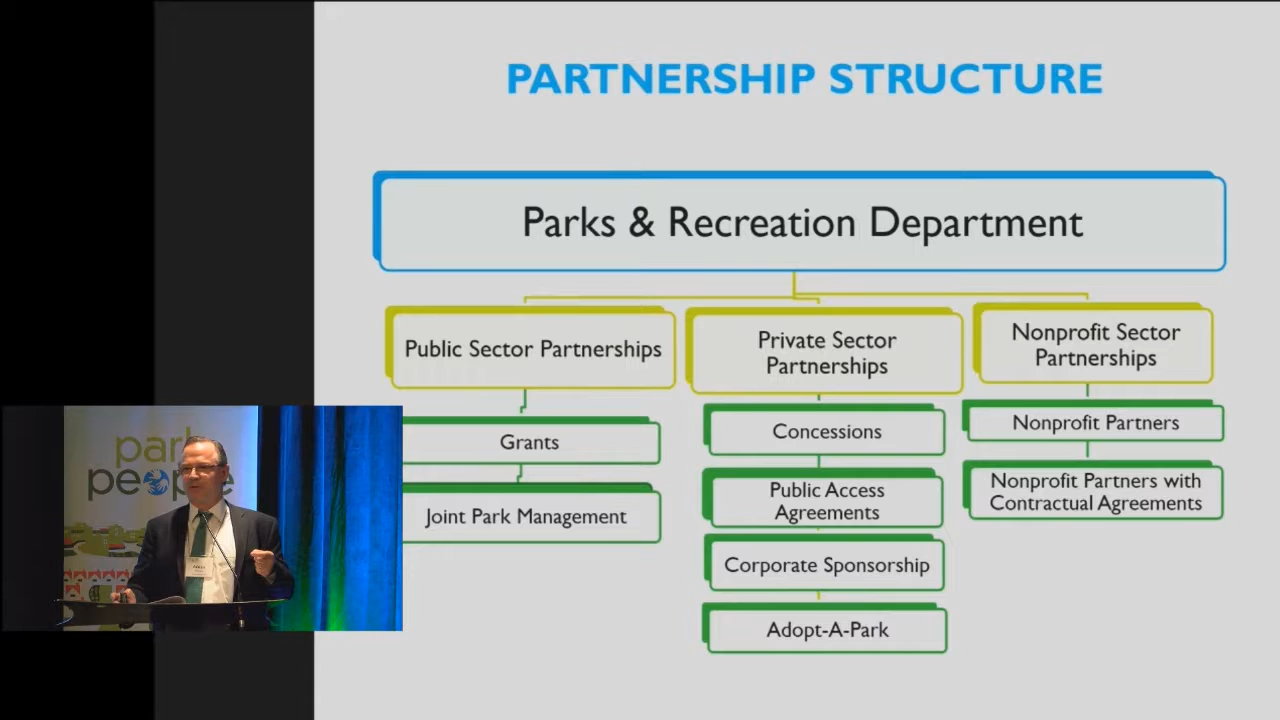 PARTNERSHIP STRUCTURE
Parks & Recreation Department
Public Sector Partnerships
Grants
Joint Park Management
Private Sector
Partnerships
Concessions
Public Access
Agreements
Corporate Sponsorship
Adopt-A-Park
Nonprofit Sector
Partnerships
Nonprofit Partners
Nonprofit Partners with
Contractual Agreements
park
people